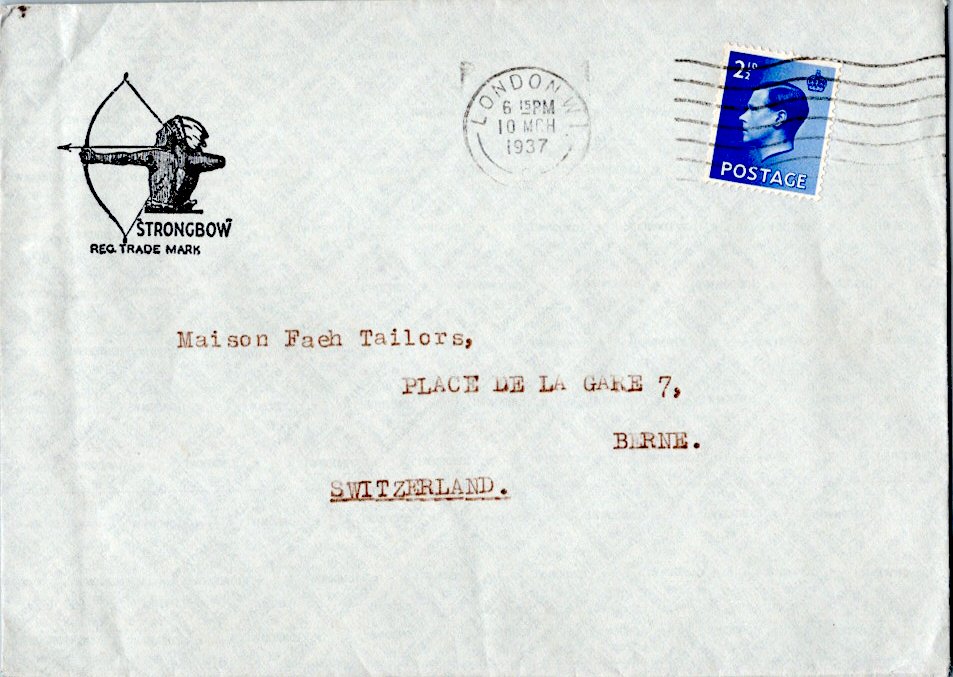 "STRONGBOW"
REG. TRADE MARK
LONDON W.1.
6 15 PM
10 MCH
1937
2½D
POSTAGE
Maison Faeh Tailors,
PLACE DE LA GARE 7,
BERNE.
SWITZERLAND.